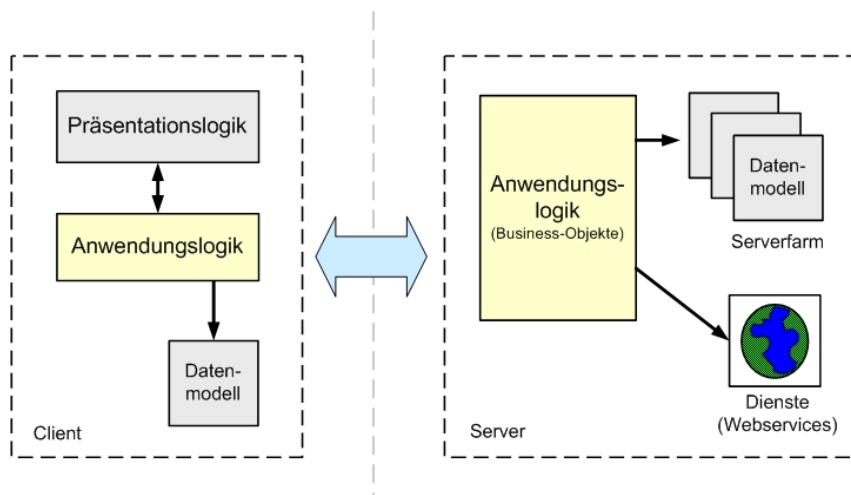 Präsentationslogik
Anwendungslogik
Daten-
modell
Client
Anwendungs-
logik
(Business-Objekte)
Daten-
modell
Serverfarm
Dienste
(Webservices)
Server